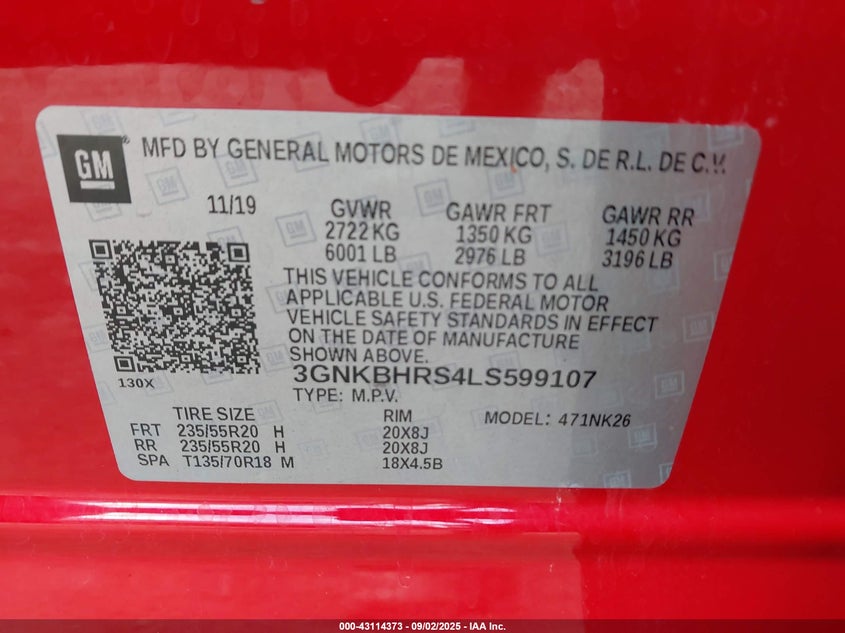 GM ® MFD BY GENERAL MOTORS DE MEXICO, S. DE R.L. DE C.V.
11/19 GVWR GAWR FRT GAWR RR
2722 KG 1350 KG 1450 KG
6001 LB 2976 LB 3196 LB
THIS VEHICLE CONFORMS TO ALL
APPLICABLE U.S. FEDERAL MOTOR
VEHICLE SAFETY STANDARDS IN EFFECT
ON THE DATE OF MANUFACTURE
SHOWN ABOVE.
130X 3GNKBHRS4LS599107
TYPE: M.P.V.
TIRE SIZE RIM MODEL: 471NK26
FRT 235/55R20 H 20X8J
RR 235/55R20 H 20X8J
SPA T135/70R18 M 18X4.5B
000-43114373 - 09/02/2025 - IAA Inc.